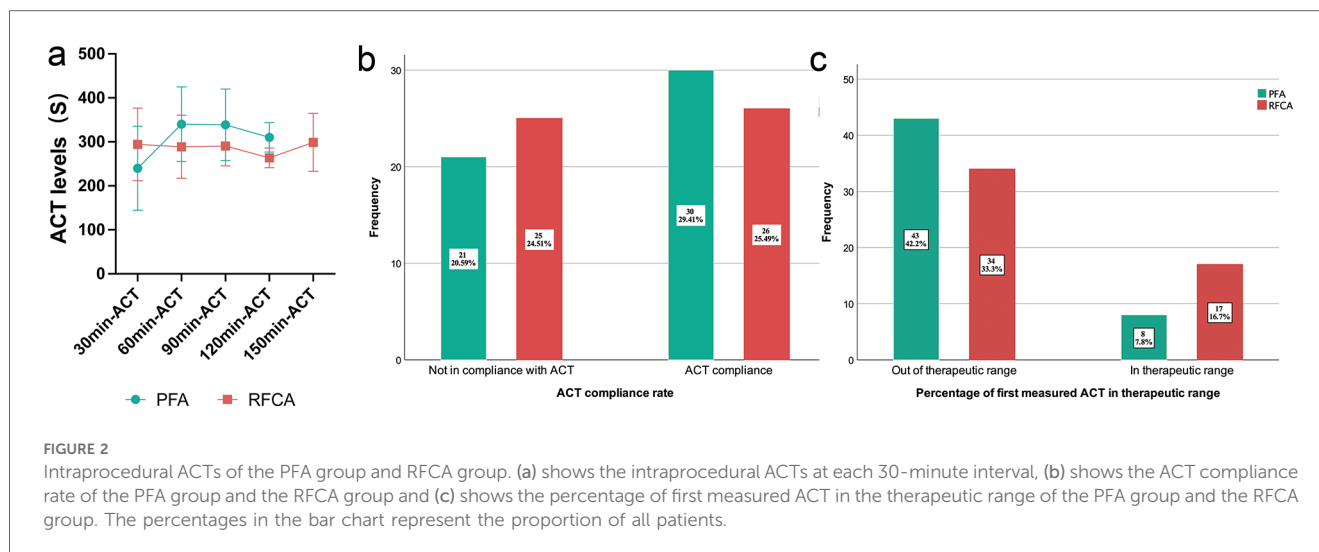 a
500
400
300
200
100
0
ACT levels (s)
30min-ACT
60min-ACT
90min-ACT
120min-ACT
150min-ACT
PFA
RFCA
b
30
20
10
0
Frequency
21
20.59%
25
24.51%
30
29.41%
26
25.49%
Not in compliance with ACT
ACT compliance
ACT compliance rate
c
PFA
RFCA
50
40
30
20
10
0
Frequency
43
42.2%
34
33.3%
8
7.8%
17
16.7%
Out of therapeutic range
In therapeutic range
Percentage of first measured ACT in therapeutic range
FIGURE 2
Intraprocedural ACTs of the PFA group and RFCA group. (a) shows the intraprocedural ACTs at each 30-minute interval, (b) shows the ACT compliance
rate of the PFA group and the RFCA group and (c) shows the percentage of first measured ACT in the therapeutic range of the PFA group and the RFCA
group. The percentages in the bar chart represent the proportion of all patients.